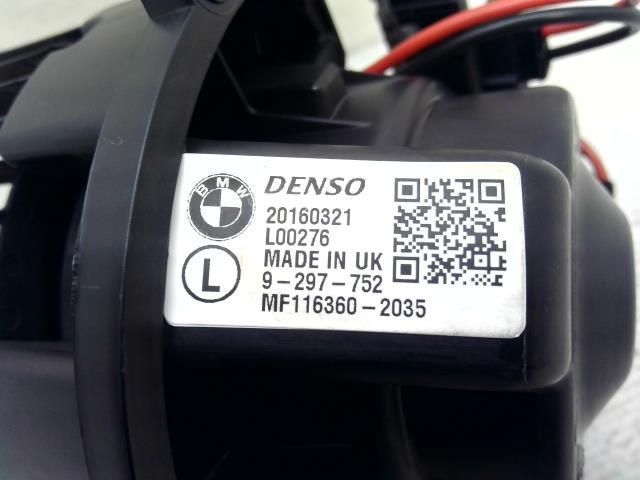 BMW
DENSO
20160321
L00276
MADE IN UK
L
9-297-752
MF116360-2035